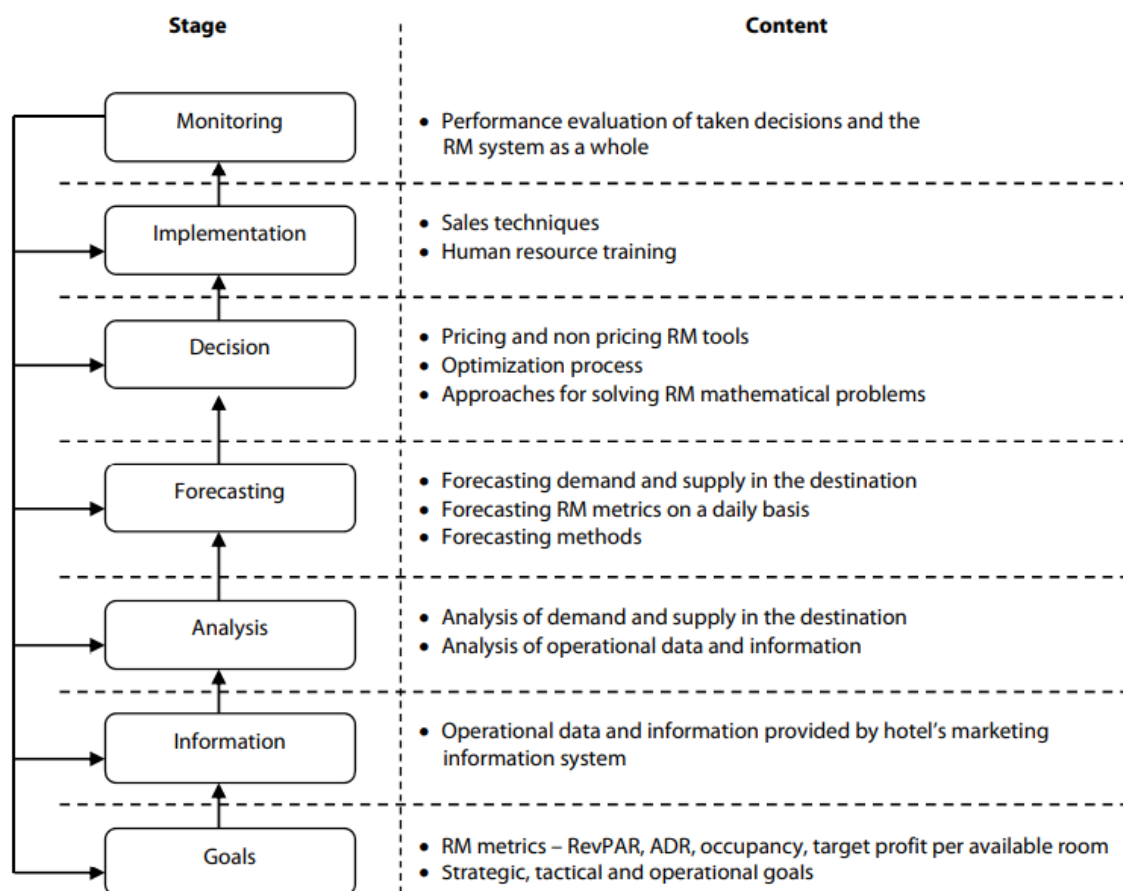 Stage Content
Monitoring
• Performance evaluation of taken decisions and the
RM system as a whole
Implementation
• Sales techniques
• Human resource training
Decision
• Pricing and non pricing RM tools
• Optimization process
• Approaches for solving RM mathematical problems
Forecasting
• Forecasting demand and supply in the destination
• Forecasting RM metrics on a daily basis
• Forecasting methods
Analysis
• Analysis of demand and supply in the destination
• Analysis of operational data and information
Information
• Operational data and information provided by hotel’s marketing
information system
Goals
• RM metrics – RevPAR, ADR, occupancy, target profit per available room
• Strategic, tactical and operational goals